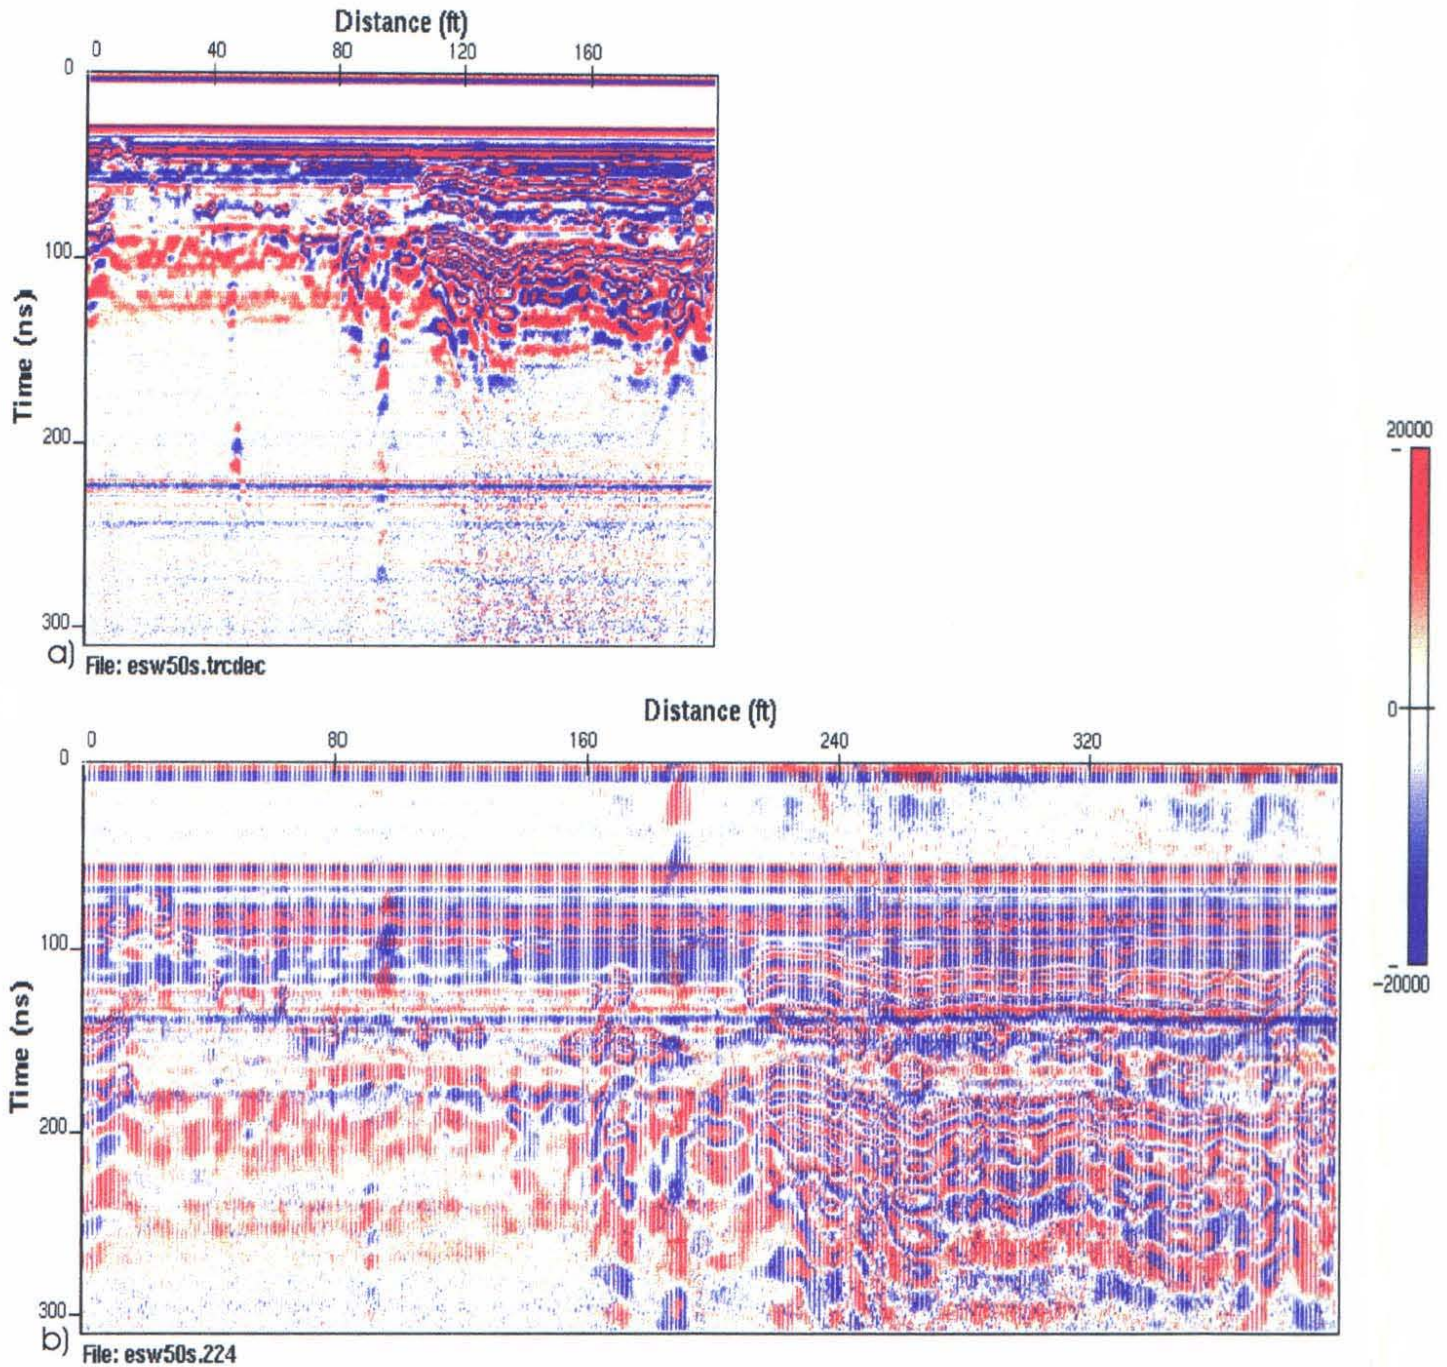 Distance (ft)
0 40 80 120 160
0
100
200
300
Time (ns)
a)
File: esw50s.trcdec
20000
0
-20000
Distance (ft)
0 80 160 240 320
0
100
200
300
Time (ns)
b)
File: esw50s.224